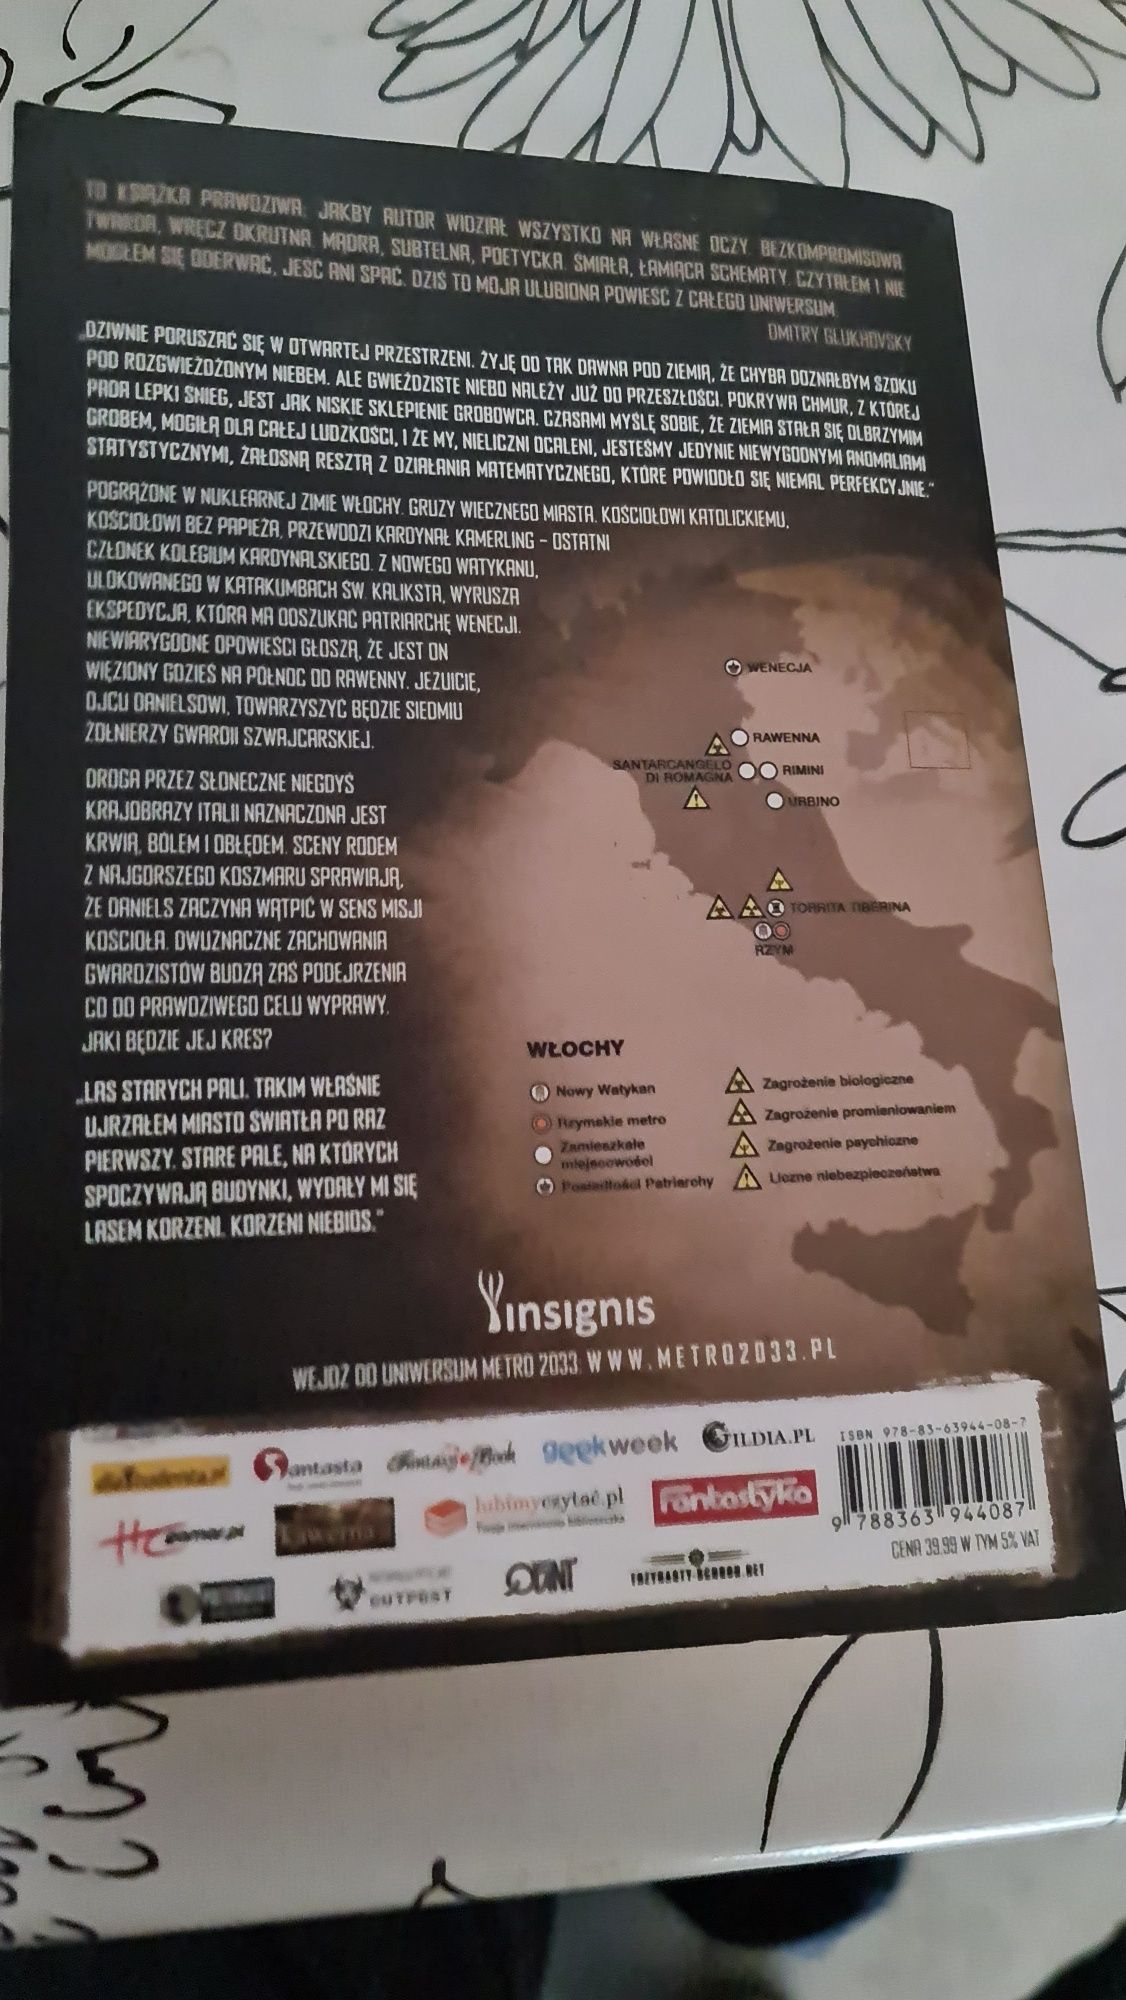 TO KSIĄŻKA PRAWDZIWA, JAKBY AUTOR WIDZIAŁ WSZYSTKO NA WŁASNE OCZY. BEZKOMPROMISOWA
TWARDA, WRĘCZ OKRUTNA. MĄDRA, SUBTELNA, POETYCKA. ŚMIAŁA, ŁAMIĄCA SCHEMATY. CZYTAŁEM I NIE
MOGŁEM SIĘ ODERWAĆ, JEŚĆ ANI SPAĆ. DZIŚ TO MOJA ULUBIONA POWIEŚĆ Z CAŁEGO UNIWERSUM.
DMITRY GLUKHOVSKY
„DZIWNIE PORUSZAĆ SIĘ W OTWARTEJ PRZESTRZENI. ŻYJĘ OD TAK DAWNA POD ZIEMIĄ, ŻE CHYBA DOZNAŁBYM SZOKU
POD ROZGWIEŻDŻONYM NIEBEM. ALE GWIEŹDZISTE NIEBO NALEŻY JUŻ DO PRZESZŁOŚCI. POKRYWA CHMUR, Z KTÓREJ
PADA LEPKI ŚNIEG, JEST JAK NISKIE SKLEPIENIE GROBOWCA. CZASAMI MYŚLĘ SOBIE, ŻE ZIEMIA STAŁA SIĘ OLBRZYMIM
GROBEM, MOGIŁĄ DLA CAŁEJ LUDZKOŚCI, I ŻE MY, NIELICZNI OCALENI, JESTEŚMY JEDYNIE NIEWYGODNYMI ANOMALIAMI
STATYSTYCZNYMI, ŻAŁOSNĄ RESZTĄ Z DZIAŁANIA MATEMATYCZNEGO, KTÓRE POWIODŁO SIĘ NIEMAL PERFEKCYJNIE."
POGRĄŻONE W NUKLEARNEJ ZIMIE WŁOCHY. GRUZY WIECZNEGO MIASTA. KOŚCIOŁOWI KATOLICKIEMU,
KOŚCIOŁOWI BEZ PAPIEŻA, PRZEWODZI KARDYNAŁ KAMERLING – OSTATNI
CZŁONEK KOLEGIUM KARDYNALSKIEGO. Z NOWEGO WATYKANU,
ULOKOWANEGO W KATAKUMBACH ŚW. KALIKSTA, WYRUSZA
EKSPEDYCJA, KTÓRA MA ODSZUKAĆ PATRIARCHĘ WENECJI.
NIEWIARYGODNE OPOWIEŚCI GŁOSZĄ, ŻE JEST ON
WIĘZIONY GDZIEŚ NA PÓŁNOC OD RAWENNY. JEZUICIE,
OJCU DANIELSOWI, TOWARZYSZYĆ BĘDZIE SIEDMIU
ŻOŁNIERZY GWARDII SZWAJCARSKIEJ.
DROGA PRZEZ SŁONECZNE NIEGDYŚ
KRAJOBRAZY ITALII NAZNACZONA JEST
KRWIĄ, BÓLEM I OBŁĘDEM. SCENY RODEM
Z NAJGORSZEGO KOSZMARU SPRAWIAJĄ,
ŻE DANIELS ZACZYNA WĄTPIĆ W SENS MISJI
KOŚCIOŁA. DWUZNACZNE ZACHOWANIA
GWARDZISTÓW BUDZĄ ZAŚ PODEJRZENIA
CO DO PRAWDZIWEGO CELU WYPRAWY.
JAKI BĘDZIE JEJ KRES?
„LAS STARYCH PALI. TAKIM WŁAŚNIE
UJRZAŁEM MIASTO ŚWIATŁA PO RAZ
PIERWSZY. STARE PALE, NA KTÓRYCH
SPOCZYWAJĄ BUDYNKI, WYDAŁY MI SIĘ
LASEM KORZENI. KORZENI NIEBIOS."
WENECJA
RAWENNA
SANTARCANGELO
DI ROMAGNA
RIMINI
URBINO
TORRITA TIBERINA
RZYM
WŁOCHY
Nowy Watykan
Rzymskie metro
Zamieszkałe
miejscowości
Posiadłości Patriarchy
Zagrożenie biologiczne
Zagrożenie promieniowaniem
Zagrożenie psychiczne
Liczne niebezpieczeństwa
insignis
WEJDŹ DO UNIWERSUM METRO 2033: WWW.METRO2033.PL
dlaStudenta.pl
Fantasta
Fantasy Book
geekweek
GILDIA.PL
lubimyczytać.pl
Fantastyka
OUTPOST
QFANT
TRZYNASTY-SCHRON.NET
ISBN 978-83-63944-08-7
9 788363 944087
CENA 39.99 W TYM 5% VAT